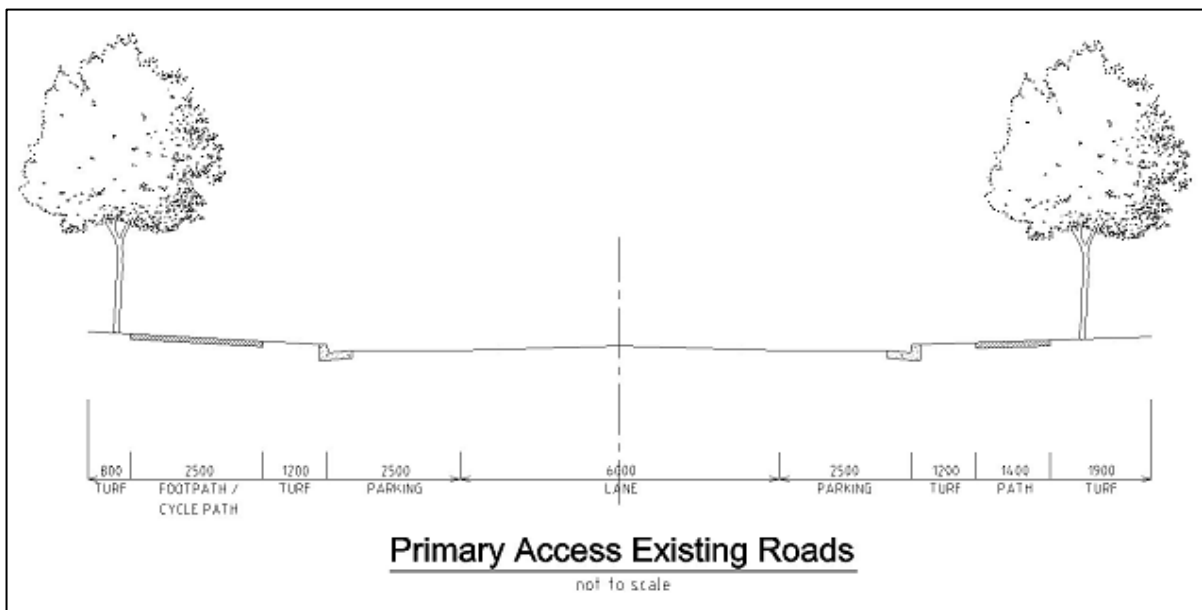 800 2500 1200 2500 6000 2500 1200 1400 1900
TURF FOOTPATH / TURF PARKING LANE PARKING TURF PATH TURF
CYCLE PATH
Primary Access Existing Roads
not to scale